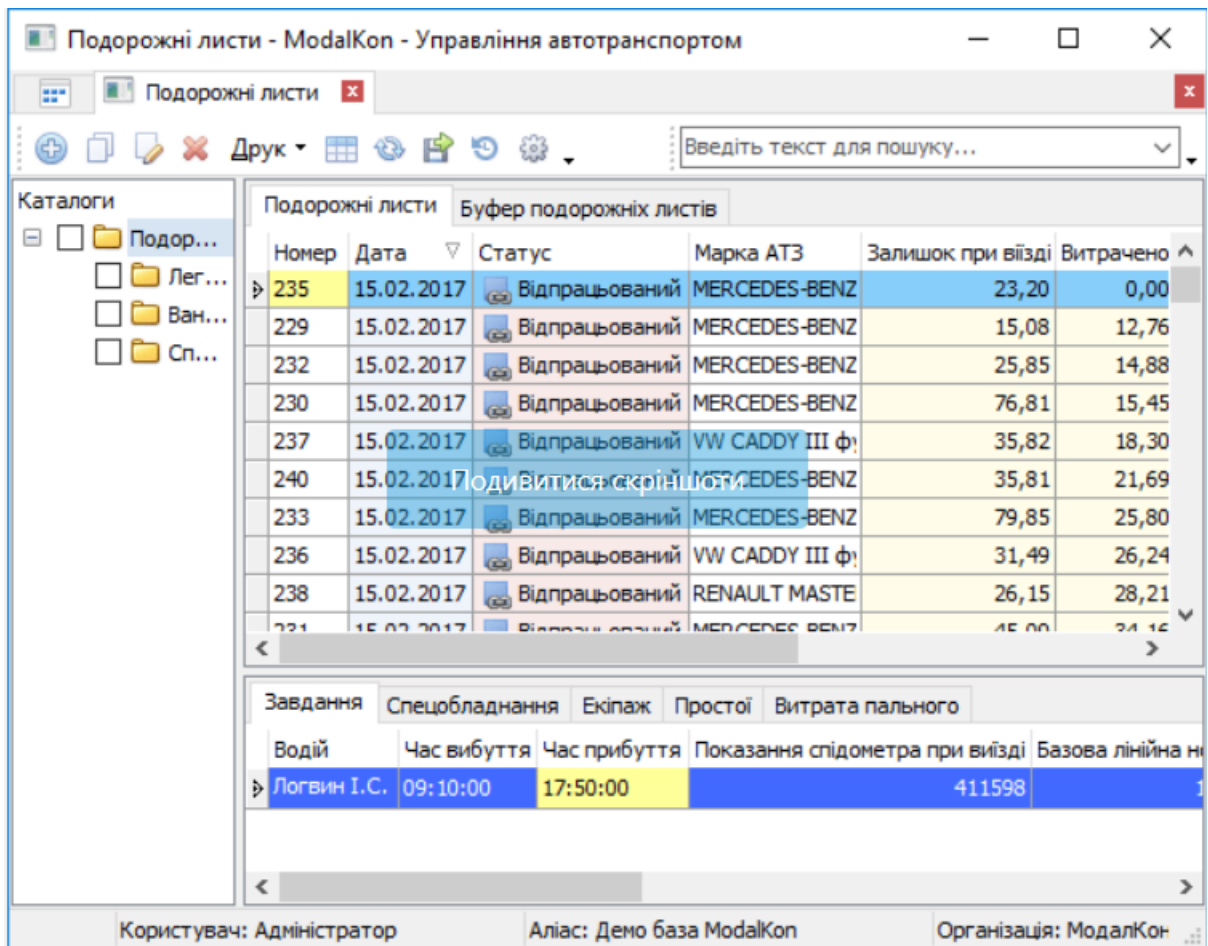 Подорожні листи - ModalKon - Управління автотранспортом
Подорожні листи
Друк
Введіть текст для пошуку...
Каталоги
Подор...
Лег...
Ван...
Сп...
Подорожні листи Буфер подорожніх листів
Номер Дата Статус Марка АТЗ Залишок при виїзді Витрачено
235 15.02.2017 Відпрацьований MERCEDES-BENZ 23,20 0,00
229 15.02.2017 Відпрацьований MERCEDES-BENZ 15,08 12,76
232 15.02.2017 Відпрацьований MERCEDES-BENZ 25,85 14,88
230 15.02.2017 Відпрацьований MERCEDES-BENZ 76,81 15,45
237 15.02.2017 Відпрацьований VW CADDY III 35,82 18,30
240 15.02.2017 Відпрацьований MERCEDES-BENZ 35,81 21,69
Подивитися скріншоти
233 15.02.2017 Відпрацьований MERCEDES-BENZ 79,85 25,80
236 15.02.2017 Відпрацьований VW CADDY III 31,49 26,24
238 15.02.2017 Відпрацьований RENAULT MASTE 26,15 28,21
231 15.02.2017 Відпрацьований MERCEDES-BENZ
Завдання Спецобладнання Екіпаж Простої Витрата пального
Водій Час вибуття Час прибуття Показання спідометра при виїзді Базова лінійна
Логвин І.С. 09:10:00 17:50:00 411598
Користувач: Адміністратор Аліас: Демо база ModalKon Організація: МодалКон